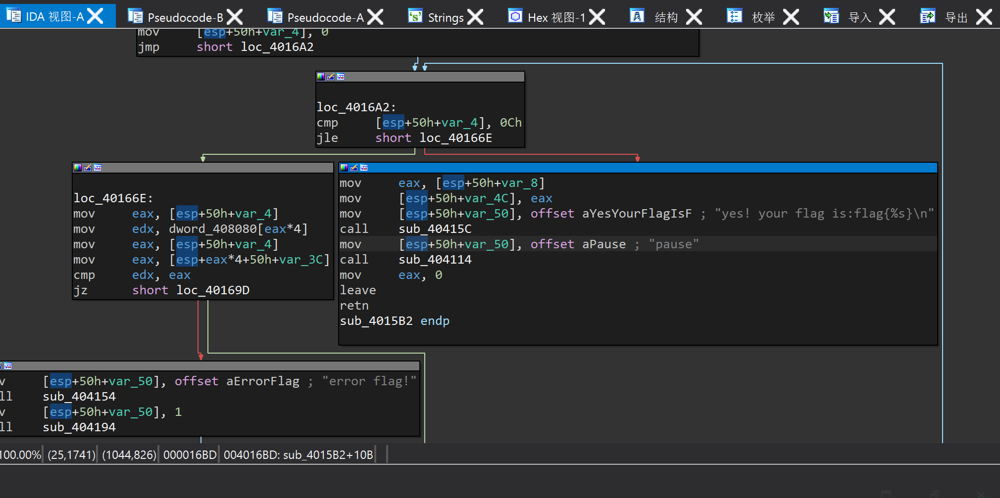 IDA 视图-A Pseudocode-B Pseudocode-A Strings Hex 视图-1 结构 枚举 导入 导出
mov [esp+50h+var_4], 0
jmp short loc_4016A2
loc_4016A2:
cmp [esp+50h+var_4], 0Ch
jle short loc_40166E
loc_40166E:
mov eax, [esp+50h+var_4]
mov edx, dword_408080[eax*4]
mov eax, [esp+50h+var_4]
mov eax, [esp+eax*4+50h+var_3C]
cmp edx, eax
jz short loc_40169D
mov eax, [esp+50h+var_8]
mov [esp+50h+var_4C], eax
mov [esp+50h+var_50], offset aYesYourFlagIsF ; "yes! your flag is:flag{%s}\n"
call sub_40415C
mov [esp+50h+var_50], offset aPause ; "pause"
call sub_404114
mov eax, 0
leave
retn
sub_4015B2 endp
v [esp+50h+var_50], offset aErrorFlag ; "error flag!"
ll sub_404154
v [esp+50h+var_50], 1
ll sub_404194
100.00% (25,1741) (1044,826) 000016BD 004016BD: sub_4015B2+10B